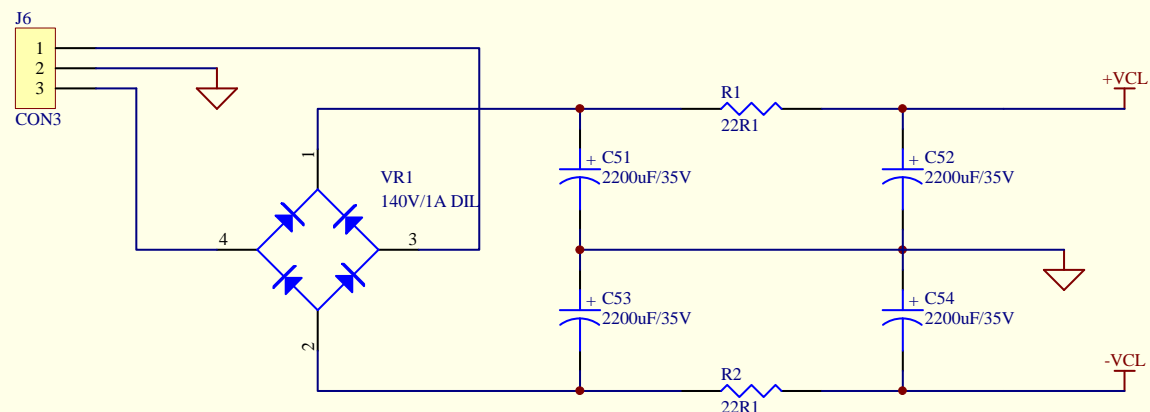 J6
1
2
3
CON3
+VCL
R1
22R1
1
C51
+
2200uF/35V
C52
+
2200uF/35V
VR1
140V/1A DIL
4
3
C53
+
2200uF/35V
C54
+
2200uF/35V
2
-VCL
R2
22R1